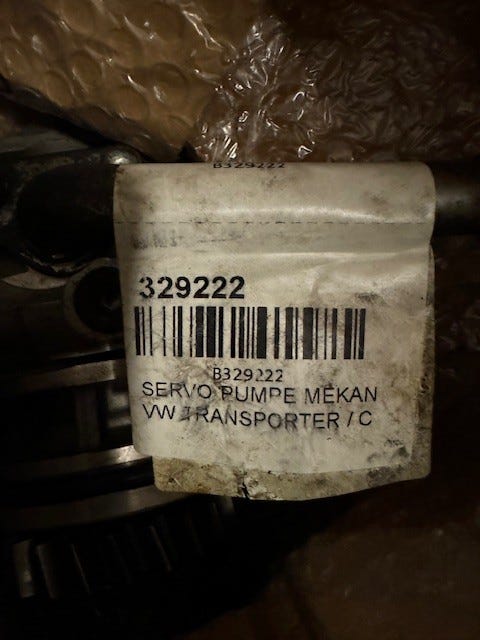 B329222
329222
B329222
SERVO PUMPE MEKAN
VW TRANSPORTER / C